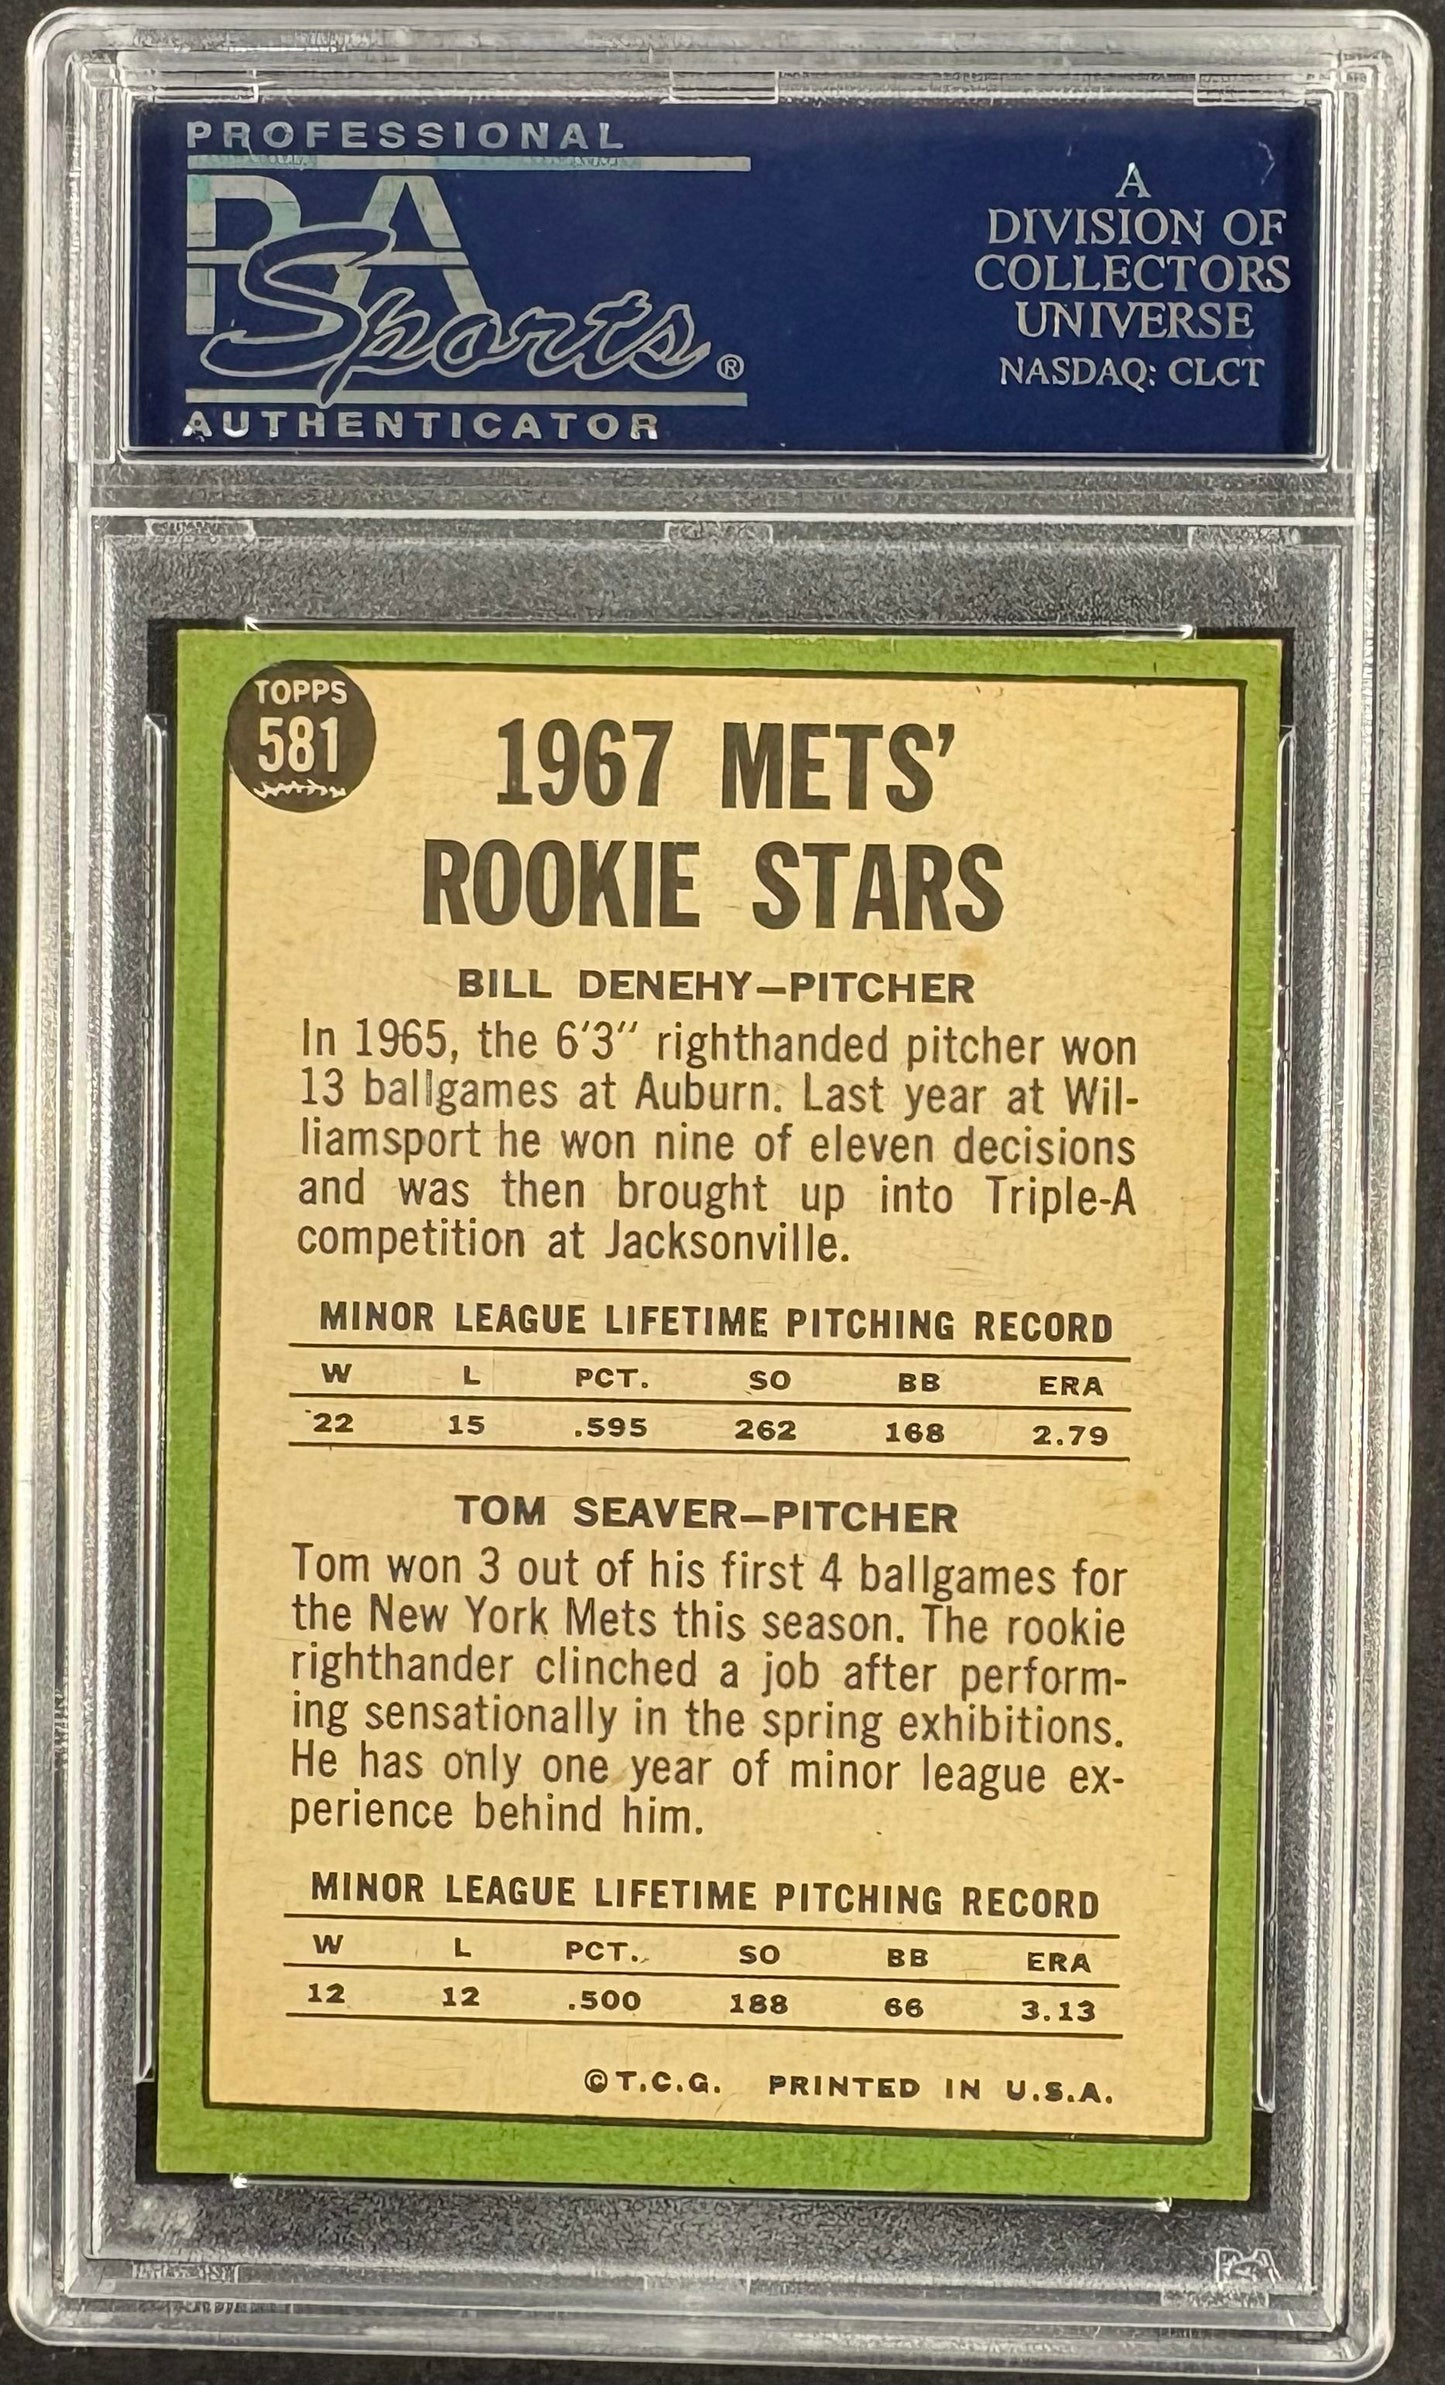 PROFESSIONAL
PSA
Sports®
AUTHENTICATOR
A
DIVISION OF
COLLECTORS
UNIVERSE
NASDAQ: CLCT
TOPPS
581
1967 METS'
ROOKIE STARS
BILL DENEHY—PITCHER
In 1965, the 6'3" righthanded pitcher won
13 ballgames at Auburn. Last year at Wil-
liamsport he won nine of eleven decisions
and was then brought up into Triple-A
competition at Jacksonville.
MINOR LEAGUE LIFETIME PITCHING RECORD
W L PCT. SO BB ERA
22 15 .595 262 168 2.79
TOM SEAVER—PITCHER
Tom won 3 out of his first 4 ballgames for
the New York Mets this season. The rookie
righthander clinched a job after perform-
ing sensationally in the spring exhibitions.
He has only one year of minor league ex-
perience behind him.
MINOR LEAGUE LIFETIME PITCHING RECORD
W L PCT. SO BB ERA
12 12 .500 188 66 3.13
©T.C.G. PRINTED IN U.S.A.
PSA